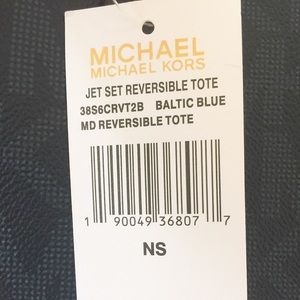 MICHAEL
MICHAEL KORS
JET SET REVERSIBLE TOTE
38S6CRVT2B BALTIC BLUE
MD REVERSIBLE TOTE
1 90049 36807 7
NS